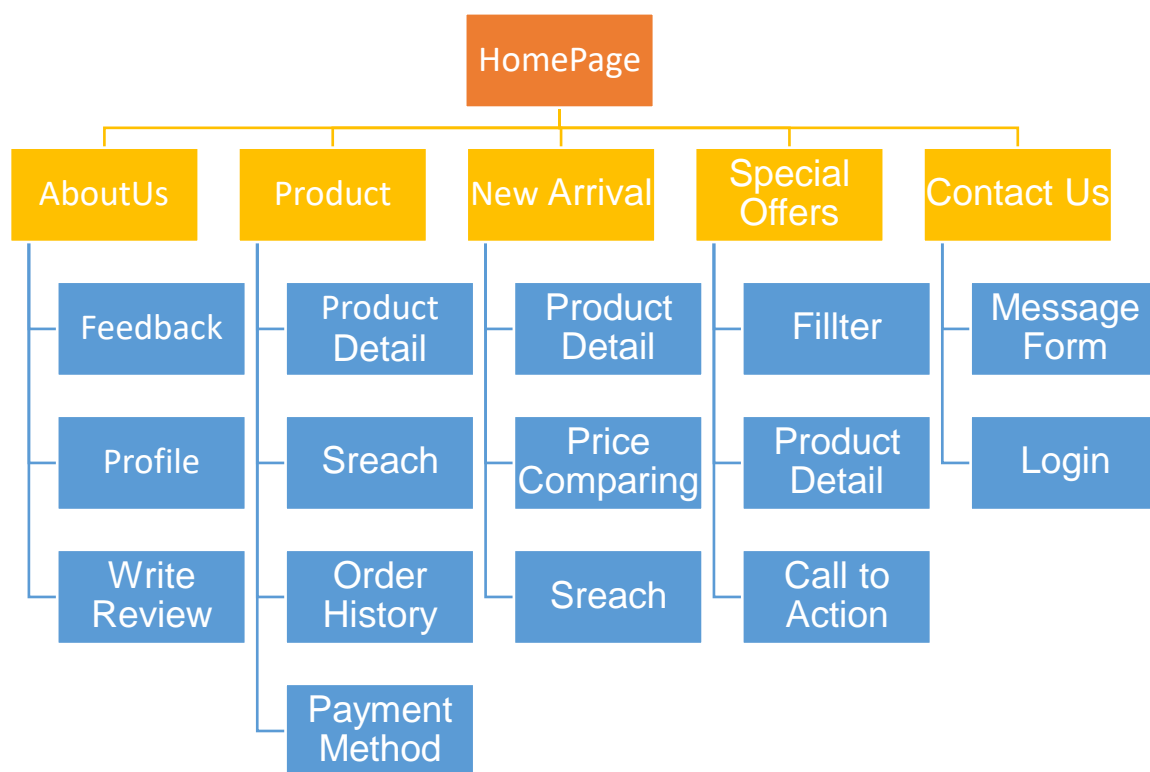 HomePage
AboutUs
Product
New Arrival
Special
Offers
Contact Us
Feedback
Product
Detail
Product
Detail
Fillter
Message
Form
Profile
Sreach
Price
Comparing
Product
Detail
Login
Write
Review
Order
History
Sreach
Call to
Action
Payment
Method